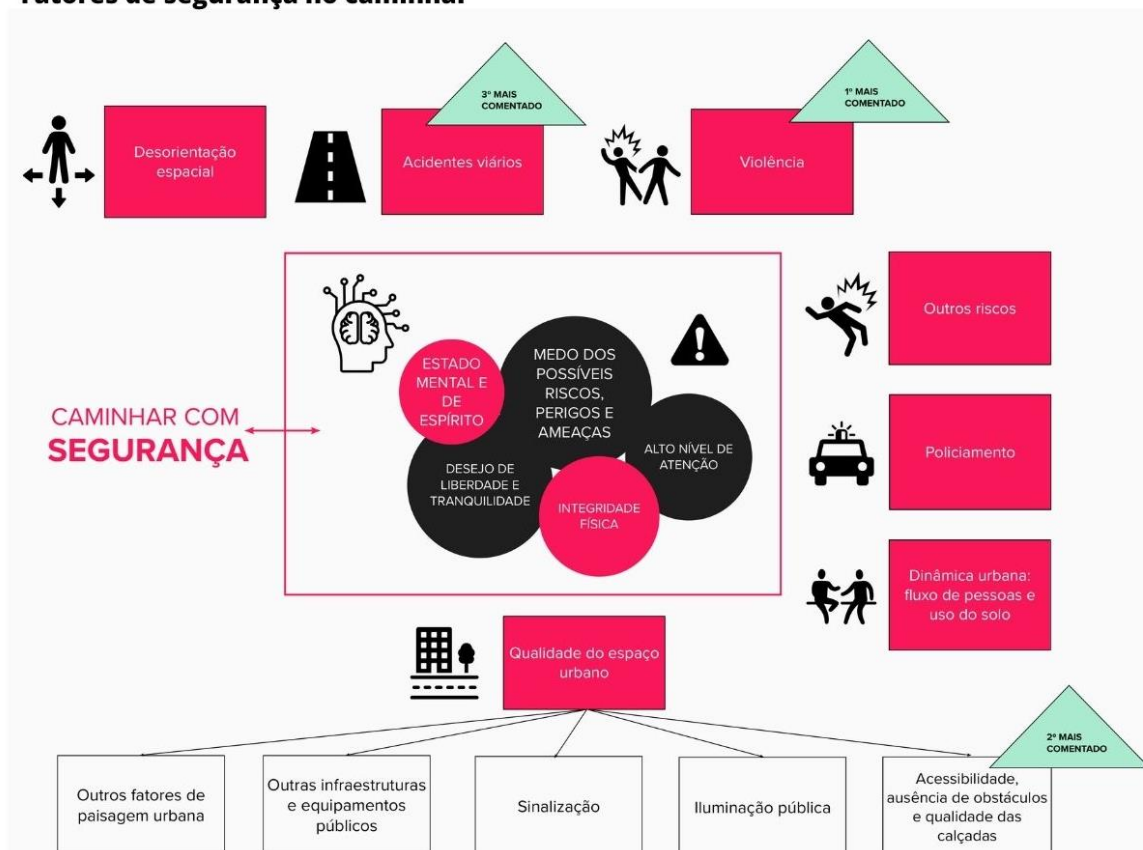 Fatores de segurança no caminhar
3º MAIS
COMENTADO
1º MAIS
COMENTADO
Desorientação
espacial
Acidentes viários
Violência
Outros riscos
ESTADO
MENTAL E
DE
ESPÍRITO
MEDO DOS
POSSÍVEIS
RISCOS,
PERIGOS E
AMEAÇAS
CAMINHAR COM
SEGURANÇA
DESEJO DE
LIBERDADE E
TRANQUILIDADE
ALTO NÍVEL DE
ATENÇÃO
INTEGRIDADE
FÍSICA
Policiamento
Dinâmica urbana:
fluxo de pessoas e
uso do solo
Qualidade do espaço
urbano
2º MAIS
COMENTADO
Outros fatores de
paisagem urbana
Outras infraestruturas
e equipamentos
públicos
Sinalização
Iluminação pública
Acessibilidade,
ausência de obstáculos
e qualidade das
calçadas